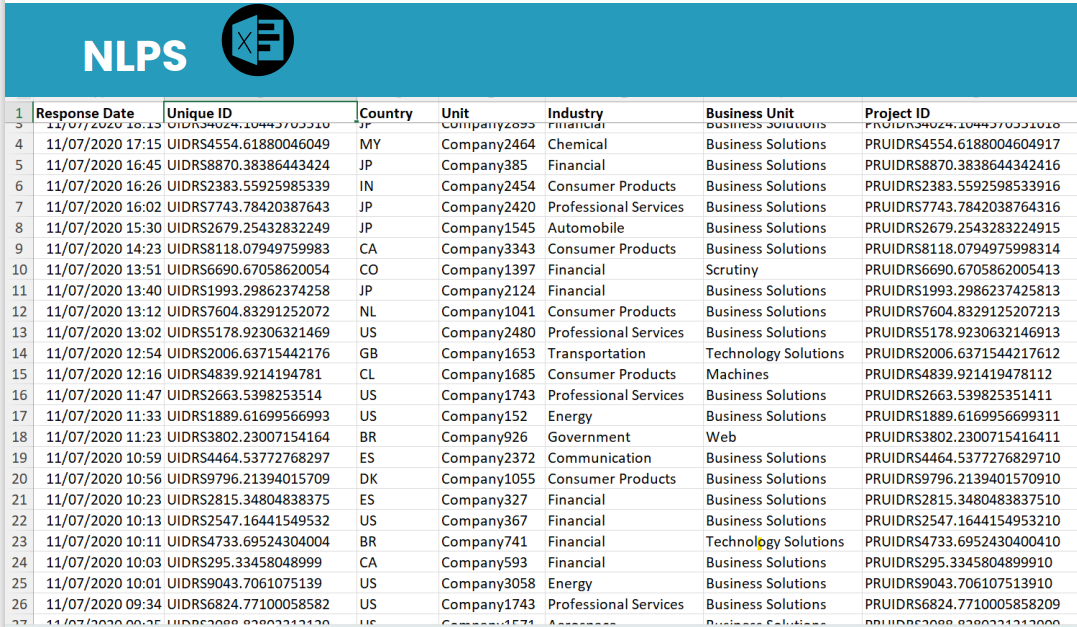 NLPS
X
1 Response Date Unique ID Country Unit Industry Business Unit Project ID
4 11/07/2020 17:15 UIDRS4554.61880046049 MY Company2464 Chemical Business Solutions PRUIDRS4554.6188004604917
5 11/07/2020 16:45 UIDRS8870.38386443424 JP Company385 Financial Business Solutions PRUIDRS8870.3838644342416
6 11/07/2020 16:26 UIDRS2383.55925985339 IN Company2454 Consumer Products Business Solutions PRUIDRS2383.5592598533916
7 11/07/2020 16:02 UIDRS7743.78420387643 JP Company2420 Professional Services Business Solutions PRUIDRS7743.7842038764316
8 11/07/2020 15:30 UIDRS2679.25432832249 JP Company1545 Automobile Business Solutions PRUIDRS2679.2543283224915
9 11/07/2020 14:23 UIDRS8118.07949759983 CA Company3343 Consumer Products Business Solutions PRUIDRS8118.0794975998314
10 11/07/2020 13:51 UIDRS6690.67058620054 CO Company1397 Financial Scrutiny PRUIDRS6690.6705862005413
11 11/07/2020 13:40 UIDRS1993.29862374258 JP Company2124 Financial Business Solutions PRUIDRS1993.2986237425813
12 11/07/2020 13:12 UIDRS7604.83291252072 NL Company1041 Consumer Products Business Solutions PRUIDRS7604.8329125207213
13 11/07/2020 13:02 UIDRS5178.92306321469 US Company2480 Professional Services Business Solutions PRUIDRS5178.9230632146913
14 11/07/2020 12:54 UIDRS2006.63715442176 GB Company1653 Transportation Technology Solutions PRUIDRS2006.6371544217612
15 11/07/2020 12:16 UIDRS4839.9214194781 CL Company1685 Consumer Products Machines PRUIDRS4839.921419478112
16 11/07/2020 11:47 UIDRS2663.5398253514 US Company1743 Professional Services Business Solutions PRUIDRS2663.539825351411
17 11/07/2020 11:33 UIDRS1889.61699566993 US Company152 Energy Business Solutions PRUIDRS1889.6169956699311
18 11/07/2020 11:23 UIDRS3802.23007154164 BR Company926 Government Web PRUIDRS3802.2300715416411
19 11/07/2020 10:59 UIDRS4464.53772768297 ES Company2372 Communication Business Solutions PRUIDRS4464.5377276829710
20 11/07/2020 10:56 UIDRS9796.21394015709 DK Company1055 Consumer Products Business Solutions PRUIDRS9796.2139401570910
21 11/07/2020 10:23 UIDRS2815.34804838375 ES Company327 Financial Business Solutions PRUIDRS2815.3480483837510
22 11/07/2020 10:13 UIDRS2547.16441549532 US Company367 Financial Business Solutions PRUIDRS2547.1644154953210
23 11/07/2020 10:11 UIDRS4733.69524304004 BR Company741 Financial Technology Solutions PRUIDRS4733.6952430400410
24 11/07/2020 10:03 UIDRS295.33458048999 CA Company593 Financial Business Solutions PRUIDRS295.3345804899910
25 11/07/2020 10:01 UIDRS9043.7061075139 US Company3058 Energy Business Solutions PRUIDRS9043.706107513910
26 11/07/2020 09:34 UIDRS6824.77100058582 US Company1743 Professional Services Business Solutions PRUIDRS6824.7710005858209